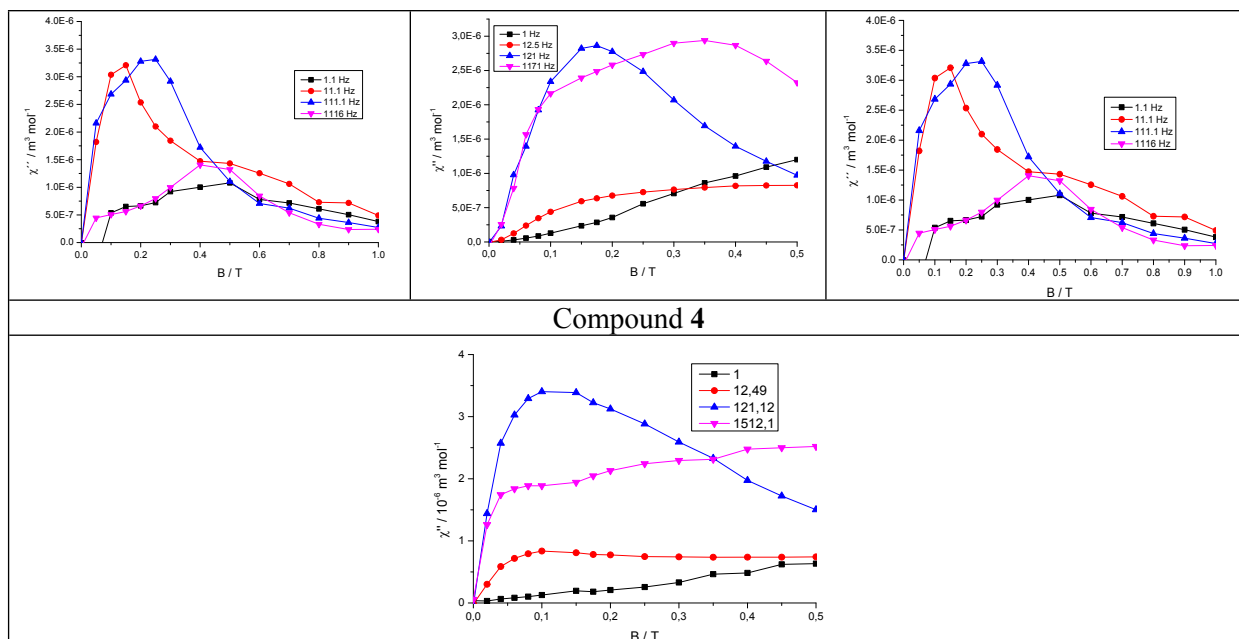 4.0E-6
3.5E-6
3.0E-6
2.5E-6
2.0E-6
1.5E-6
1.0E-6
5.0E-7
0.0
χ´´ / m³ mol⁻¹
1.1 Hz
11.1 Hz
111.1 Hz
1116 Hz
0.0 0.2 0.4 0.6 0.8 1.0
B / T
3,0E-6
2,5E-6
2,0E-6
1,5E-6
1,0E-6
5,0E-7
0,0
χ'' / m³ mol⁻¹
1 Hz
12.5 Hz
121 Hz
1171 Hz
0,0 0,1 0,2 0,3 0,4 0,5
B / T
4.0E-6
3.5E-6
3.0E-6
2.5E-6
2.0E-6
1.5E-6
1.0E-6
5.0E-7
0.0
χ´´ / m³ mol⁻¹
1.1 Hz
11.1 Hz
111.1 Hz
1116 Hz
0.0 0.1 0.2 0.3 0.4 0.5 0.6 0.7 0.8 0.9 1.0
B / T
Compound 4
4
3
2
1
0
χ'' / 10⁻⁶ m³ mol⁻¹
1
12,49
121,12
1512,1
0,0 0,1 0,2 0,3 0,4 0,5
B / T